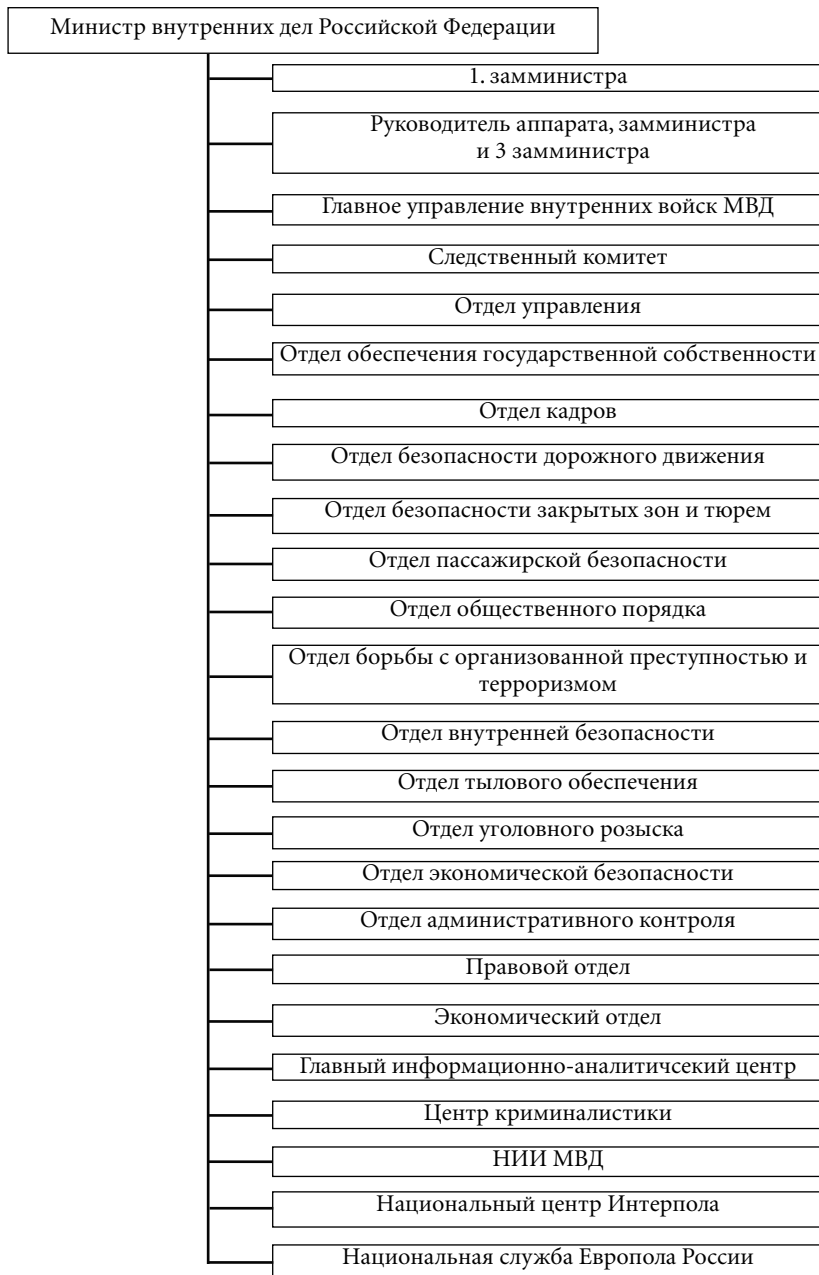 Министр внутренних дел Российской Федерации
1. замминистра
Руководитель аппарата, замминистра
и 3 замминистра
Главное управление внутренних войск МВД
Следственный комитет
Отдел управления
Отдел обеспечения государственной собственности
Отдел кадров
Отдел безопасности дорожного движения
Отдел безопасности закрытых зон и тюрем
Отдел пассажирской безопасности
Отдел общественного порядка
Отдел борьбы с организованной преступностью и
терроризмом
Отдел внутренней безопасности
Отдел тылового обеспечения
Отдел уголовного розыска
Отдел экономической безопасности
Отдел административного контроля
Правовой отдел
Экономический отдел
Главный информационно-аналитичсекий центр
Центр криминалистики
НИИ МВД
Национальный центр Интерпола
Национальная служба Европола России